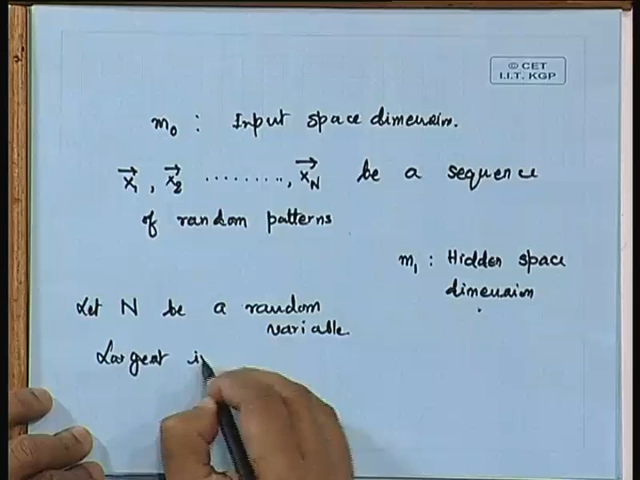 © CET
I.I.T. KGP
m₀ : Input space dimension.
x⃗₁, x⃗₂ ........., x⃗N be a sequence
of random patterns
m₁ : Hidden space
dimension
Let N be a random
variable.
Largest i